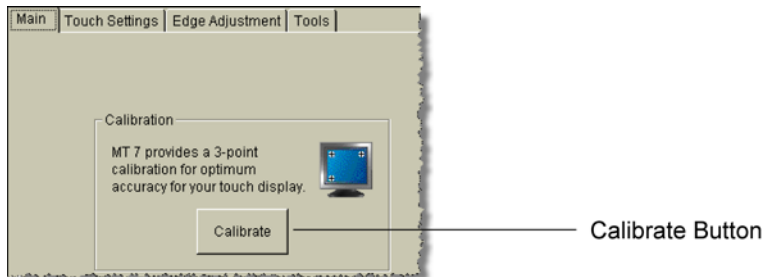 Main Touch Settings Edge Adjustment Tools
Calibration
MT 7 provides a 3-point
calibration for optimum
accuracy for your touch display.
Calibrate
Calibrate Button